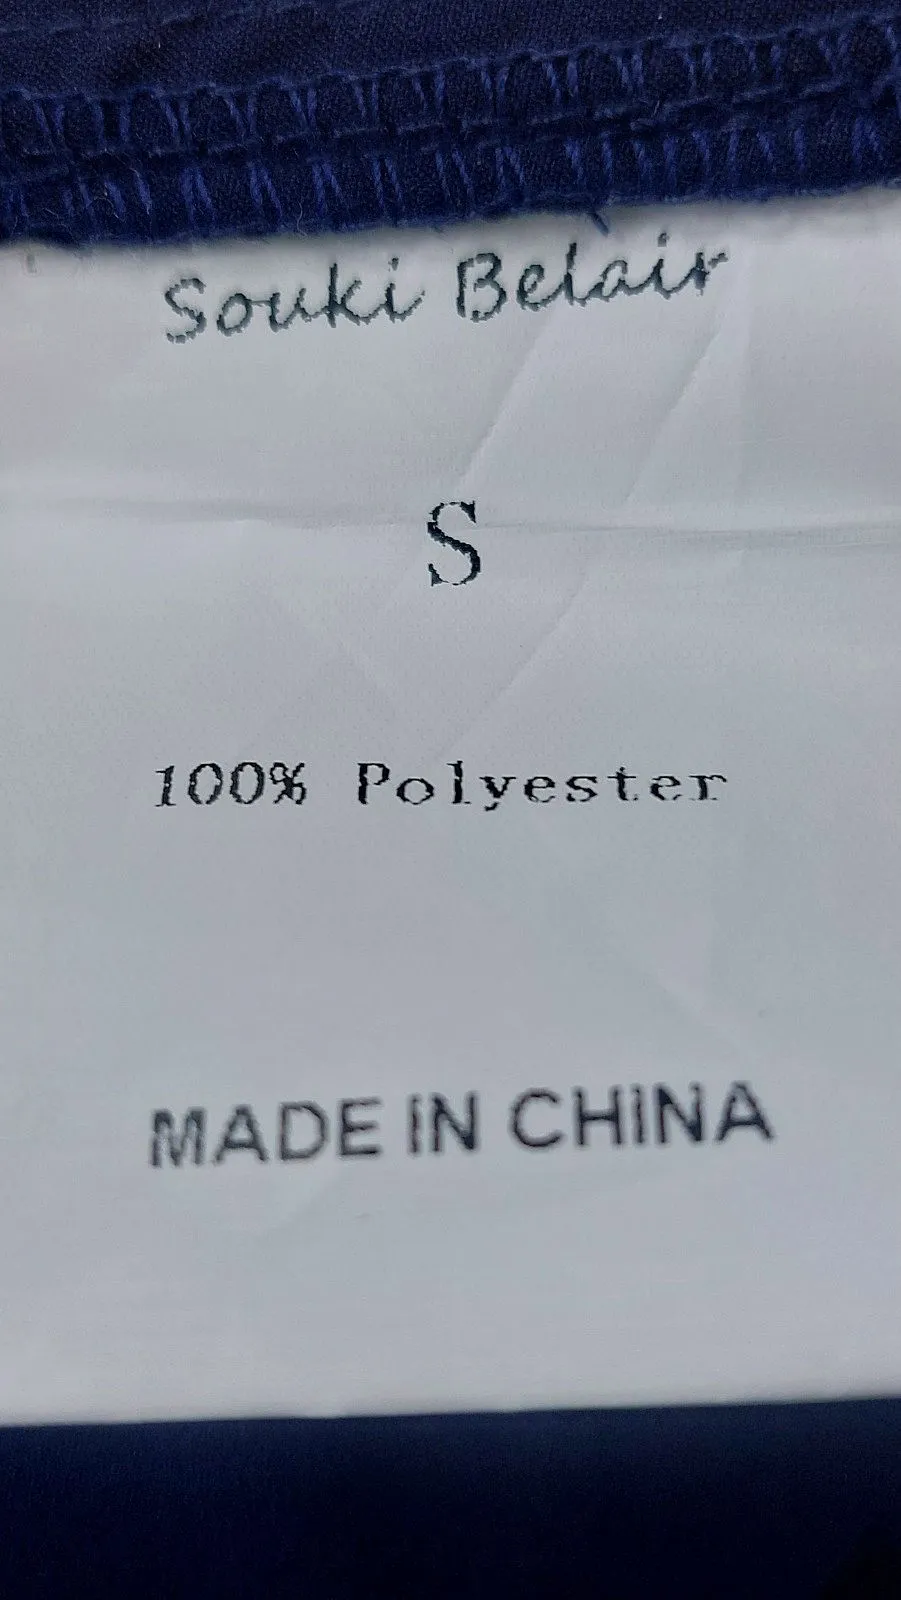 Souki Belair
S
100% Polyester
MADE IN CHINA